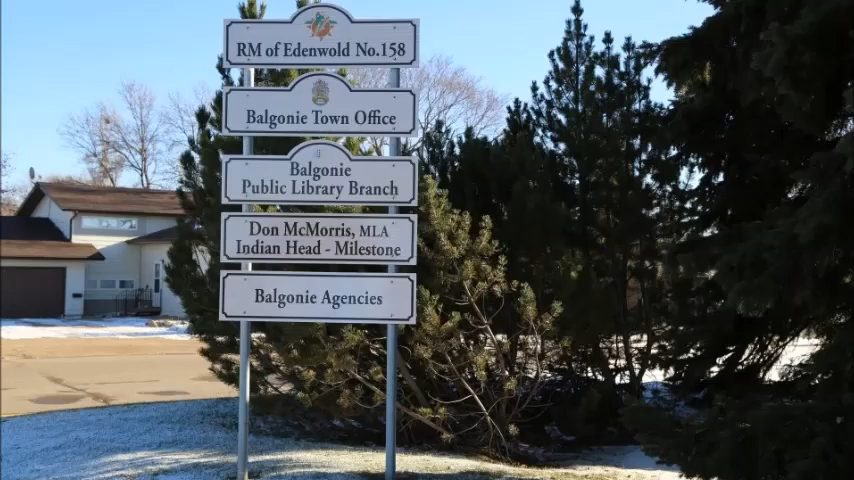 RM of Edenwold No.158
Balgonie Town Office
Balgonie
Public Library Branch
Don McMorris, MLA
Indian Head - Milestone
Balgonie Agencies